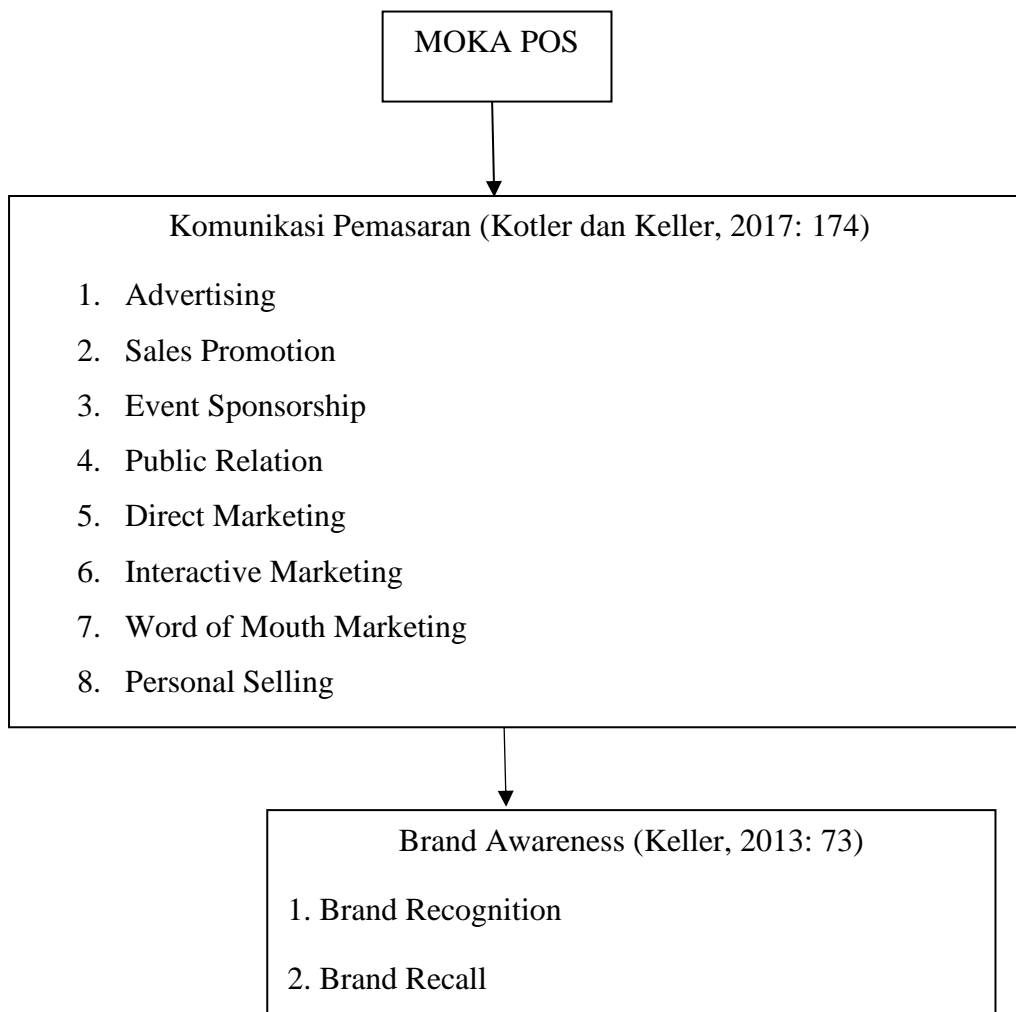 MOKA POS
Komunikasi Pemasaran (Kotler dan Keller, 2017: 174)
1. Advertising
2. Sales Promotion
3. Event Sponsorship
4. Public Relation
5. Direct Marketing
6. Interactive Marketing
7. Word of Mouth Marketing
8. Personal Selling
Brand Awareness (Keller, 2013: 73)
1. Brand Recognition
2. Brand Recall